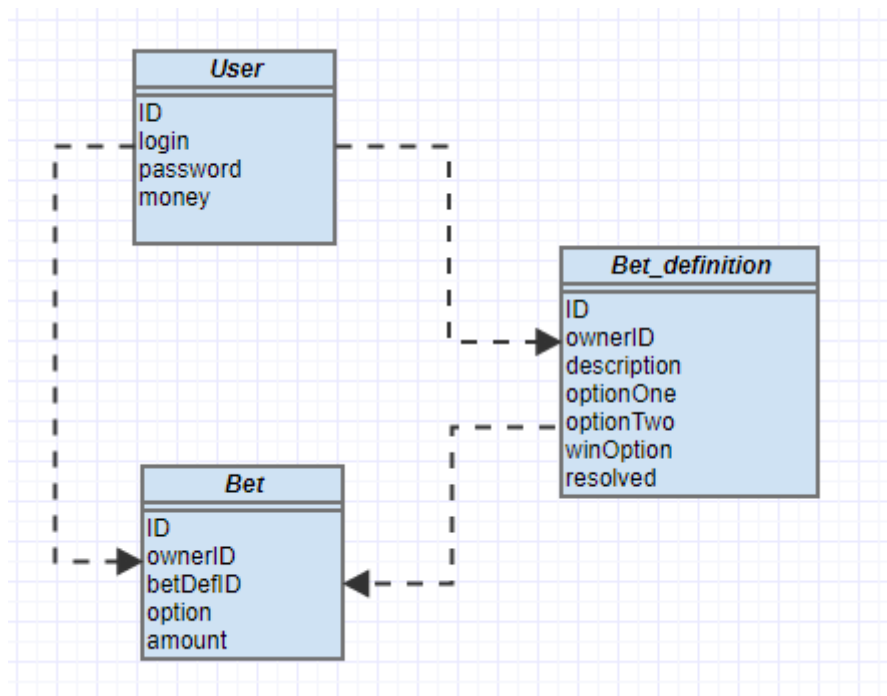 User
ID
login
password
money
Bet_definition
ID
ownerID
description
optionOne
optionTwo
winOption
resolved
Bet
ID
ownerID
betDefID
option
amount